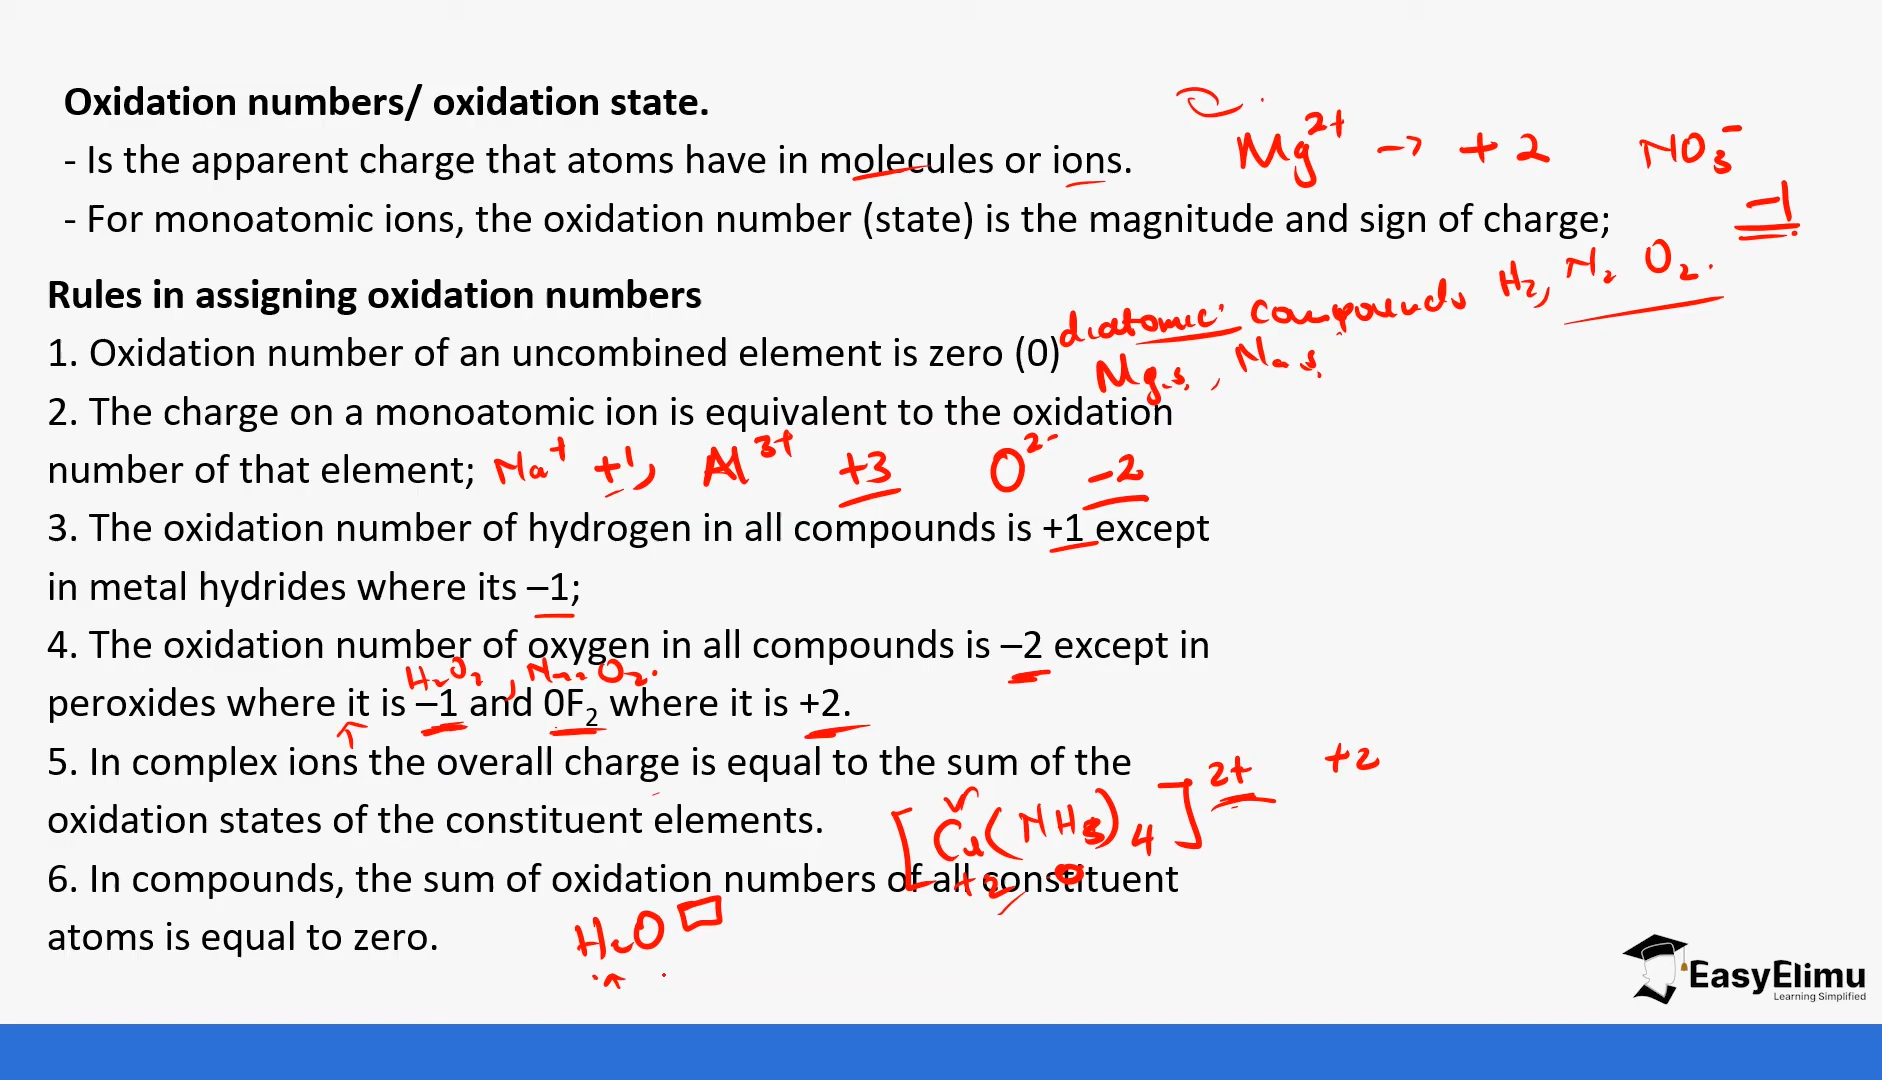 Oxidation numbers/ oxidation state.
- Is the apparent charge that atoms have in molecules or ions.
Mg²⁺ → +2 NO₃⁻
-1
- For monoatomic ions, the oxidation number (state) is the magnitude and sign of charge;
Rules in assigning oxidation numbers
diatomic compounds H₂, N₂ O₂.
1. Oxidation number of an uncombined element is zero (0)
Mg.s, Na s,
2. The charge on a monoatomic ion is equivalent to the oxidation
number of that element; Na⁺ +1, Al³⁺ +3 O²⁻ -2
3. The oxidation number of hydrogen in all compounds is +1 except
in metal hydrides where its –1;
4. The oxidation number of oxygen in all compounds is –2 except in
H₂O₂, Na₂O₂.
peroxides where it is –1 and 0F₂ where it is +2.
5. In complex ions the overall charge is equal to the sum of the
oxidation states of the constituent elements.
[Cu(NH₃)₄]²⁺ +2
+2 0
6. In compounds, the sum of oxidation numbers of all constituent
atoms is equal to zero.
H₂O
EasyElimu
Learning Simplified